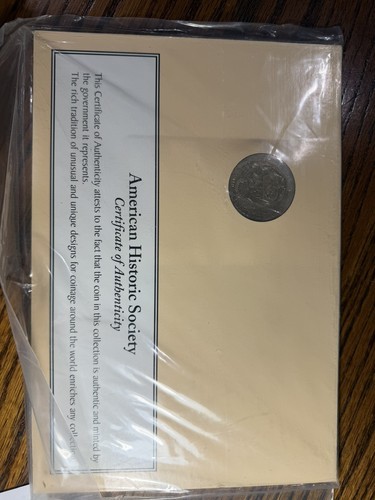 American Historic Society
Certificate of Authenticity
This Certificate of Authenticity attests to the fact that the coin in this collection is authentic and minted by
the government it represents.
The rich tradition of unusual and unique designs for coinage around the world enriches any